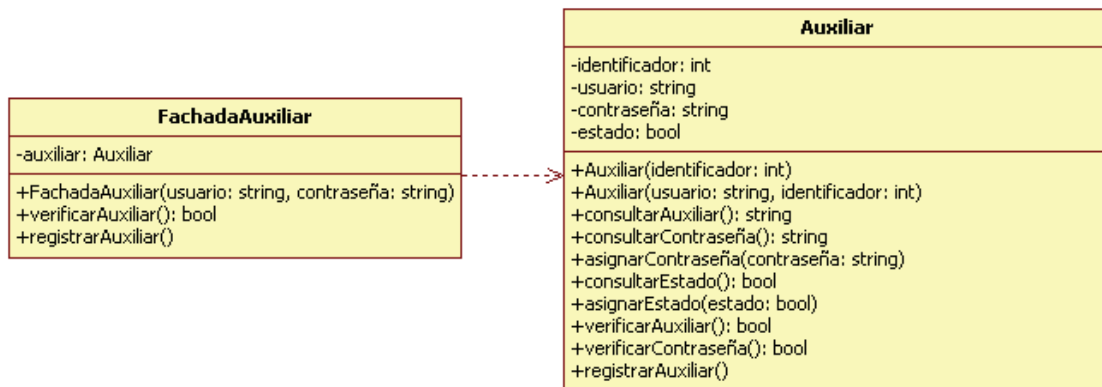 FachadaAuxiliar
-auxiliar: Auxiliar
+FachadaAuxiliar(usuario: string, contraseña: string)
+verificarAuxiliar(): bool
+registrarAuxiliar()
Auxiliar
-identificador: int
-usuario: string
-contraseña: string
-estado: bool
+Auxiliar(identificador: int)
+Auxiliar(usuario: string, identificador: int)
+consultarAuxiliar(): string
+consultarContraseña(): string
+asignarContraseña(contraseña: string)
+consultarEstado(): bool
+asignarEstado(estado: bool)
+verificarAuxiliar(): bool
+verificarContraseña(): bool
+registrarAuxiliar()